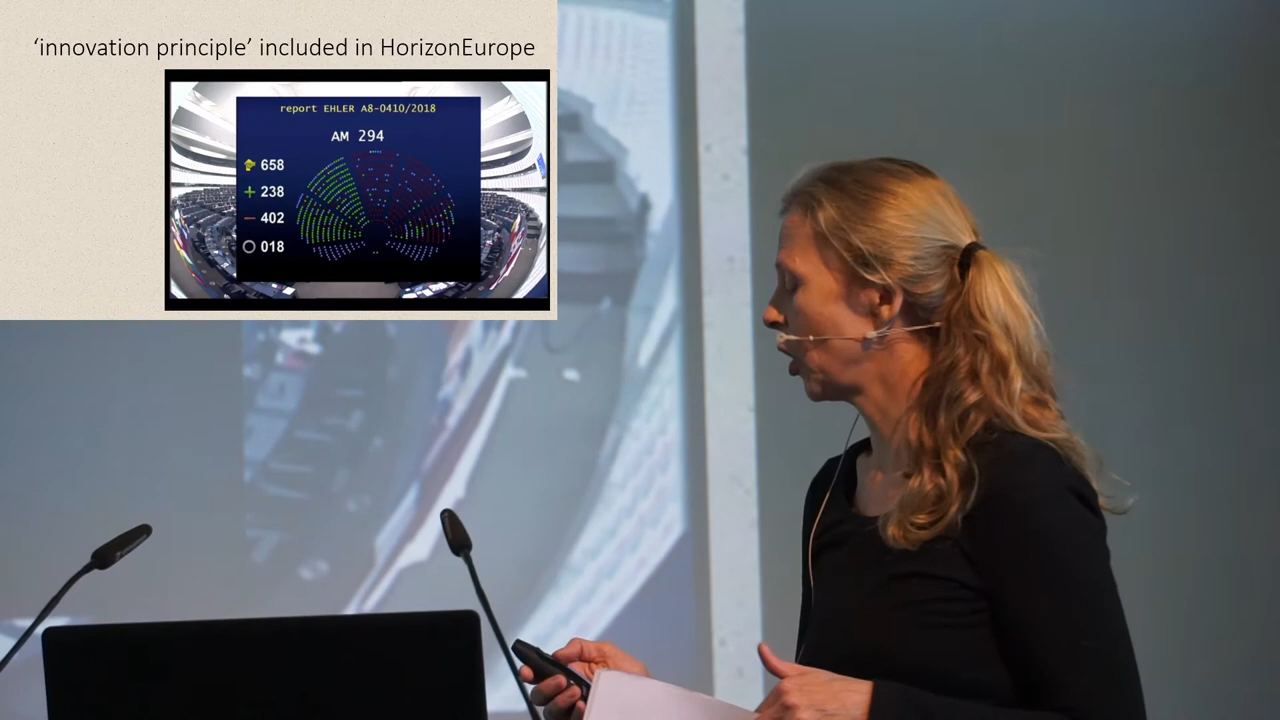 ‘innovation principle’ included in HorizonEurope
report EHLER A8-0410/2018
AM 294
658
+ 238
- 402
018